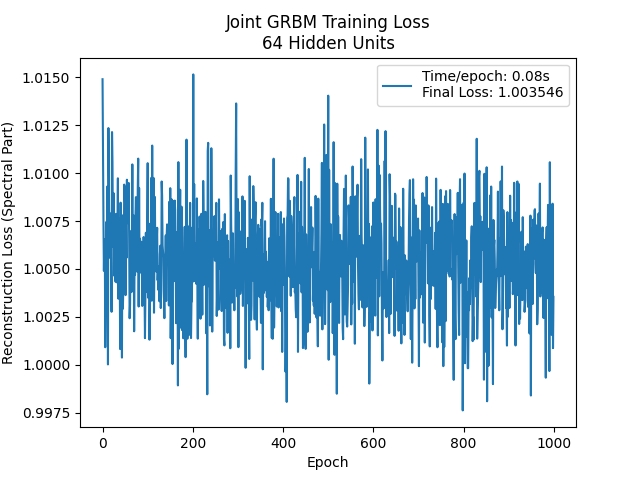 Joint GRBM Training Loss
64 Hidden Units
Time/epoch: 0.08s
Final Loss: 1.003546
Reconstruction Loss (Spectral Part)
1.0150
1.0125
1.0100
1.0075
1.0050
1.0025
1.0000
0.9975
0
200
400
600
800
1000
Epoch